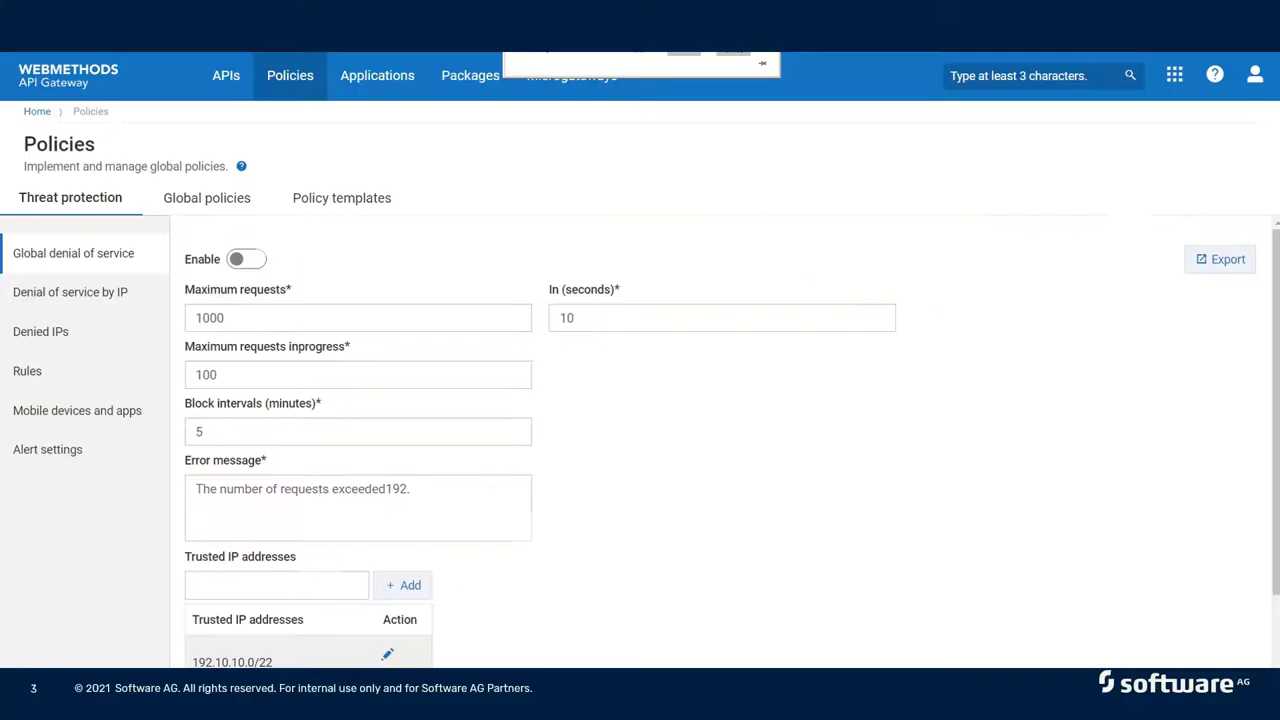 WEBMETHODS
API Gateway
APIs
Policies
Applications
Packages
Microgateways
Type at least 3 characters.
Home
Policies
Policies
Implement and manage global policies.
Threat protection
Global policies
Policy templates
Global denial of service
Denial of service by IP
Denied IPs
Rules
Mobile devices and apps
Alert settings
Enable
Export
Maximum requests*
In (seconds)*
1000
10
Maximum requests inprogress*
100
Block intervals (minutes)*
5
Error message*
The number of requests exceeded192.
Trusted IP addresses
+ Add
Trusted IP addresses
Action
192.10.10.0/22
3
© 2021 Software AG. All rights reserved. For internal use only and for Software AG Partners.
software AG